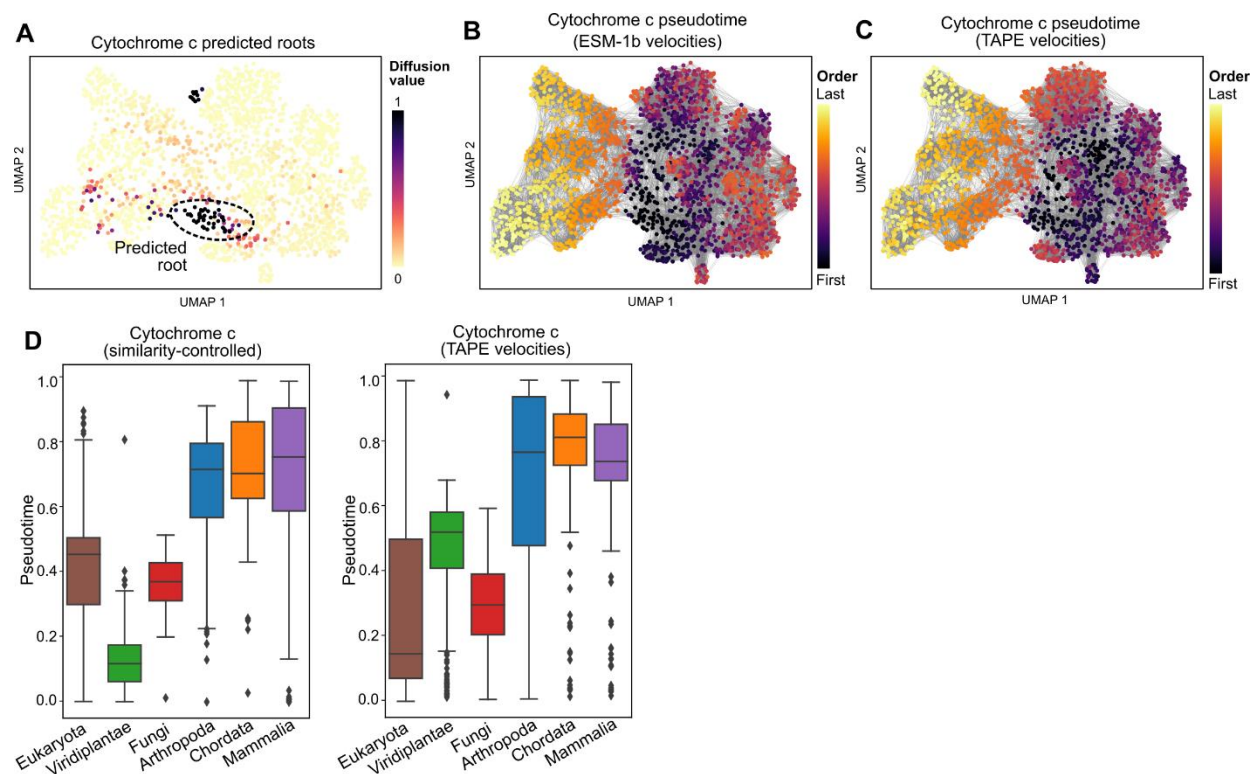 A
Cytochrome c predicted roots
Diffusion
value
1
0
Predicted
root
UMAP 2
UMAP 1
B
Cytochrome c pseudotime
(ESM-1b velocities)
Order
Last
First
UMAP 2
UMAP 1
C
Cytochrome c pseudotime
(TAPE velocities)
Order
Last
First
UMAP 2
UMAP 1
D
Cytochrome c
(similarity-controlled)
Pseudotime
1.0
0.8
0.6
0.4
0.2
0.0
Eukaryota
Viridiplantae
Fungi
Arthropoda
Chordata
Mammalia
Cytochrome c
(TAPE velocities)
Pseudotime
1.0
0.8
0.6
0.4
0.2
0.0
Eukaryota
Viridiplantae
Fungi
Arthropoda
Chordata
Mammalia